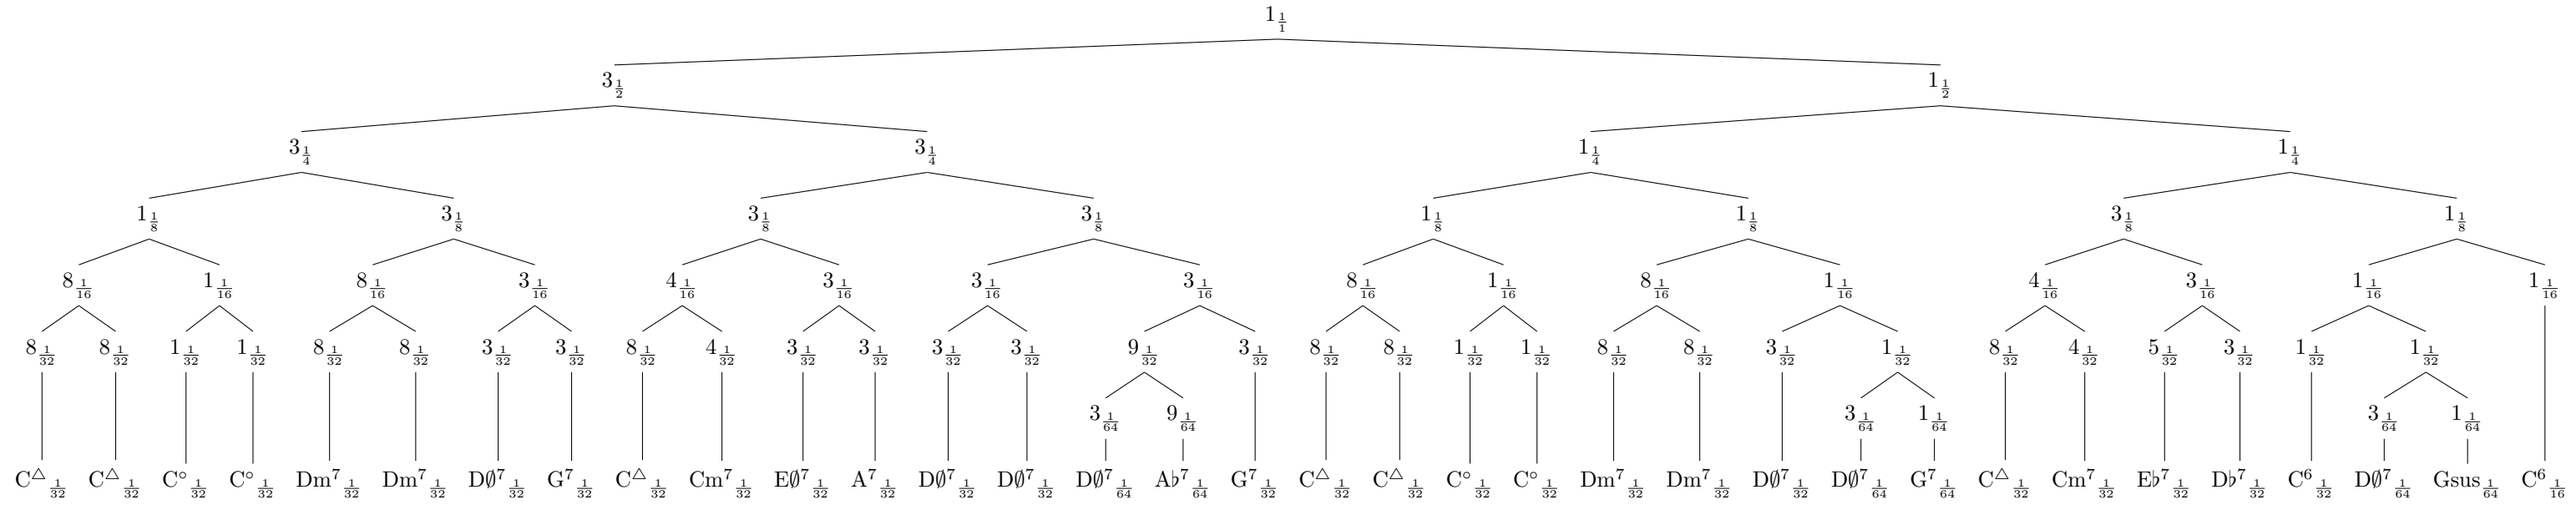 1 1/1
3 1/2 1 1/2
3 1/4 3 1/4 1 1/4 1 1/4
1 1/8 3 1/8 3 1/8 3 1/8 1 1/8 1 1/8 3 1/8 1 1/8
8 1/16 1 1/16 8 1/16 3 1/16 4 1/16 3 1/16 3 1/16 3 1/16 8 1/16 1 1/16 8 1/16 1 1/16 4 1/16 3 1/16 1 1/16 1 1/16
8 1/32 8 1/32 1 1/32 1 1/32 8 1/32 8 1/32 3 1/32 3 1/32 8 1/32 4 1/32 3 1/32 3 1/32 3 1/32 3 1/32 9 1/32 3 1/32 8 1/32 8 1/32 1 1/32 1 1/32 8 1/32 8 1/32 3 1/32 1 1/32 8 1/32 4 1/32 5 1/32 3 1/32 1 1/32 1 1/32
3 1/64 9 1/64 3 1/64 1 1/64 3 1/64 1 1/64
C△ 1/32 C△ 1/32 C° 1/32 C° 1/32 Dm⁷ 1/32 Dm⁷ 1/32 D∅⁷ 1/32 G⁷ 1/32 C△ 1/32 Cm⁷ 1/32 E∅⁷ 1/32 A⁷ 1/32 D∅⁷ 1/32 D∅⁷ 1/32 D∅⁷ 1/64 A♭⁷ 1/64 G⁷ 1/32 C△ 1/32 C△ 1/32 C° 1/32 C° 1/32 Dm⁷ 1/32 Dm⁷ 1/32 D∅⁷ 1/32 D∅⁷ 1/64 G⁷ 1/64 C△ 1/32 Cm⁷ 1/32 E♭⁷ 1/32 D♭⁷ 1/32 C⁶ 1/32 D∅⁷ 1/64 Gsus 1/64 C⁶ 1/16